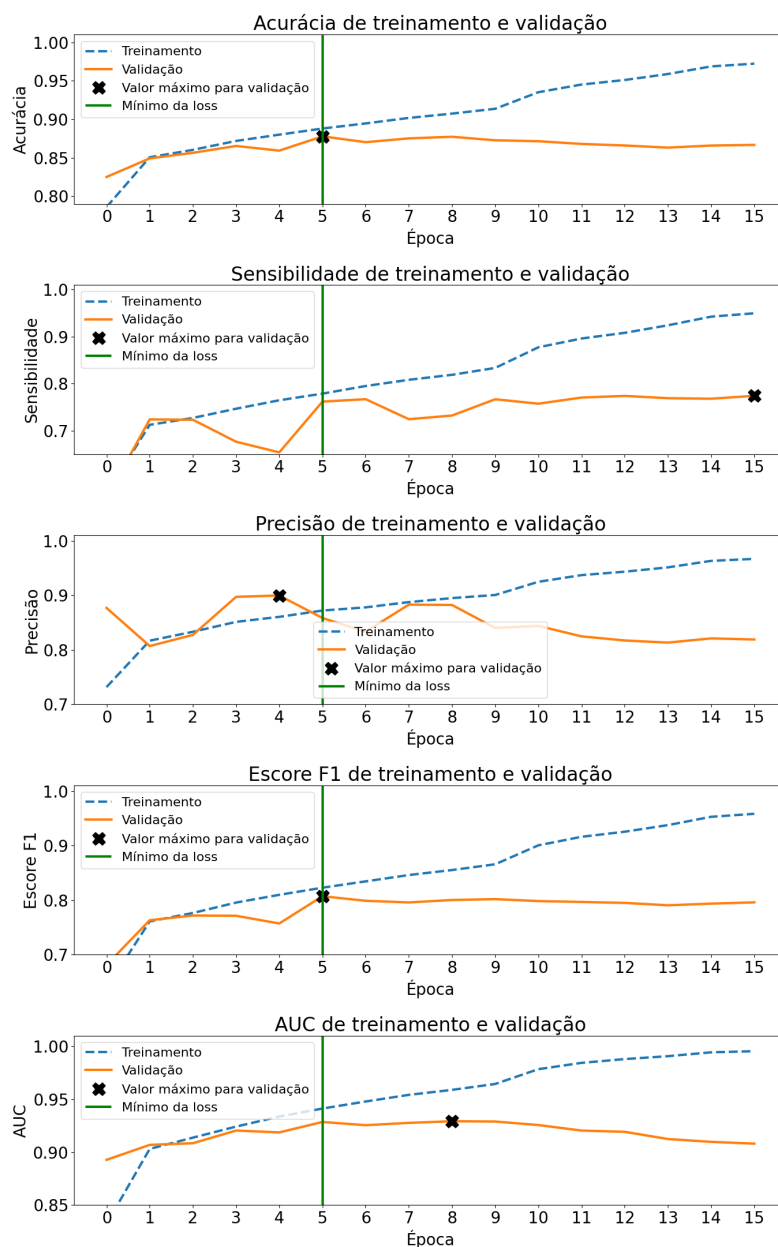 Acurácia de treinamento e validação
1.00
0.95
0.90
0.85
0.80
Acurácia
Treinamento
Validação
Valor máximo para validação
Mínimo da loss
0 1 2 3 4 5 6 7 8 9 10 11 12 13 14 15
Época
Sensibilidade de treinamento e validação
1.0
0.9
0.8
0.7
Sensibilidade
Treinamento
Validação
Valor máximo para validação
Mínimo da loss
0 1 2 3 4 5 6 7 8 9 10 11 12 13 14 15
Época
Precisão de treinamento e validação
1.0
0.9
0.8
0.7
Precisão
Treinamento
Validação
Valor máximo para validação
Mínimo da loss
0 1 2 3 4 5 6 7 8 9 10 11 12 13 14 15
Época
Escore F1 de treinamento e validação
1.0
0.9
0.8
0.7
Escore F1
Treinamento
Validação
Valor máximo para validação
Mínimo da loss
0 1 2 3 4 5 6 7 8 9 10 11 12 13 14 15
Época
AUC de treinamento e validação
1.00
0.95
0.90
0.85
AUC
Treinamento
Validação
Valor máximo para validação
Mínimo da loss
0 1 2 3 4 5 6 7 8 9 10 11 12 13 14 15
Época